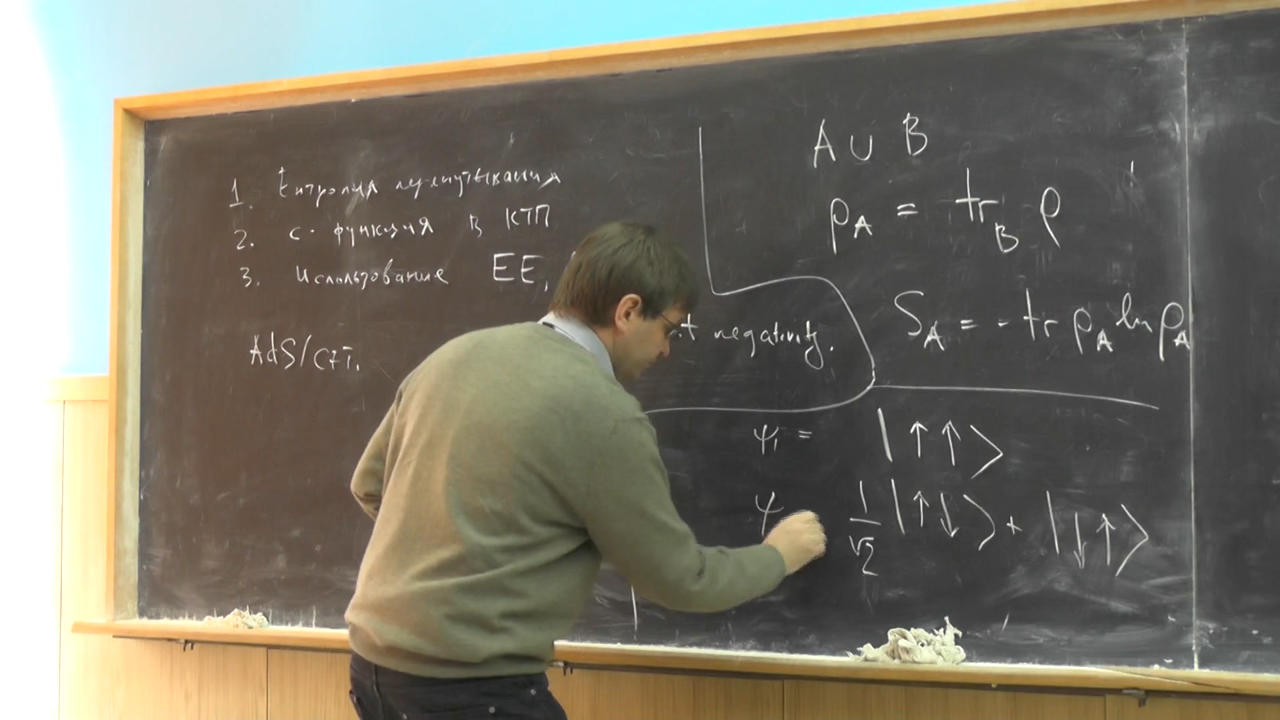 1. Энтропия перепутывания
2. c-функция в КТП
3. Использование EE,
AdS/CFT.
negativity.
A ∪ B
ρ_A = tr_B ρ
S_A = - tr ρ_A ln ρ_A
ψ_1 = |↑↑⟩
ψ 1/√2 |↑↓⟩ + |↓↑⟩